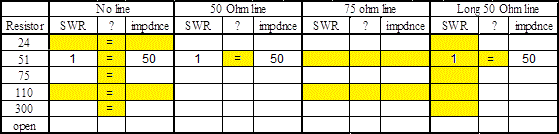 No line 50 Ohm line 75 ohm line Long 50 Ohm line
Resistor SWR ? impdnce SWR ? impdnce SWR ? impdnce SWR ? impdnce
24 =
51 1 = 50 1 = 50 1 = 50
75 =
110 =
300 =
open